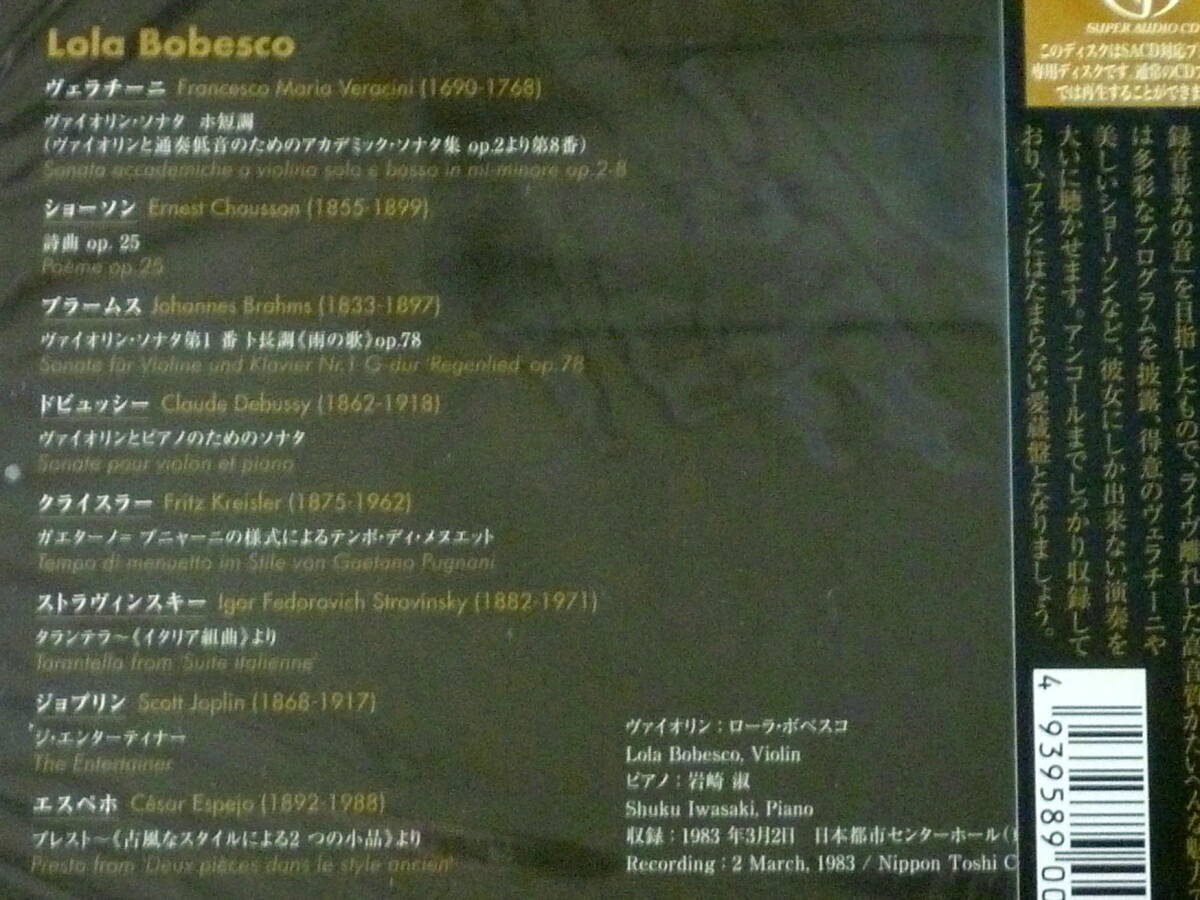 Lola Bobesco
ヴェラチーニ Francesco Maria Veracini (1690-1768)
ヴァイオリン・ソナタ ホ短調
(ヴァイオリンと通奏低音のためのアカデミック・ソナタ集 op.2より第8番)
Sonata accademiche a violino solo e basso in mi-minore op.2-8
ショーソン Ernest Chausson (1855-1899)
詩曲 op. 25
Poème op.25
ブラームス Johannes Brahms (1833-1897)
ヴァイオリン・ソナタ第1 番 ト長調《雨の歌》op.78
Sonate für Violine und Klavier Nr.1 G-dur 'Regenlied' op.78
ドビュッシー Claude Debussy (1862-1918)
ヴァイオリンとピアノのためのソナタ
Sonate pour violon et piano
クライスラー Fritz Kreisler (1875-1962)
ガエターノ=プニャーニの様式によるテンポ・ディ・メヌエット
Tempo di menuetto im Stile von Gaetano Pugnani
ストラヴィンスキー Igor Fedorovich Stravinsky (1882-1971)
タランテラ～《イタリア組曲》より
Tarantella from 'Suite italienne'
ジョプリン Scott Joplin (1868-1917)
ジ・エンターティナー
The Entertainer
エスペホ César Espejo (1892-1988)
プレスト～《古風なスタイルによる2 つの小品》より
Presto from 'Deux pièces dans le style ancien'
ヴァイオリン：ローラ・ボベスコ
Lola Bobesco, Violin
ピアノ：岩崎 淑
Shuku Iwasaki, Piano
収録：1983 年3月2日 日本都市センターホール(
Recording : 2 March, 1983 / Nippon Toshi C
SUPER AUDIO CD
このディスクはSACD対応プ
専用ディスクです。通常のCDプ
では再生することができま
録音並みの音」を目指したもので、ライヴ離れした高音質
は多彩なプログラムを披露、得意のヴェラチーニや
美しいショーソンなど、彼女にしか出来ない演奏を
大いに聴かせます。アンコールまでしっかり収録して
おり、ファンにはたまらない愛蔵盤となりましょう。
4 939589 00